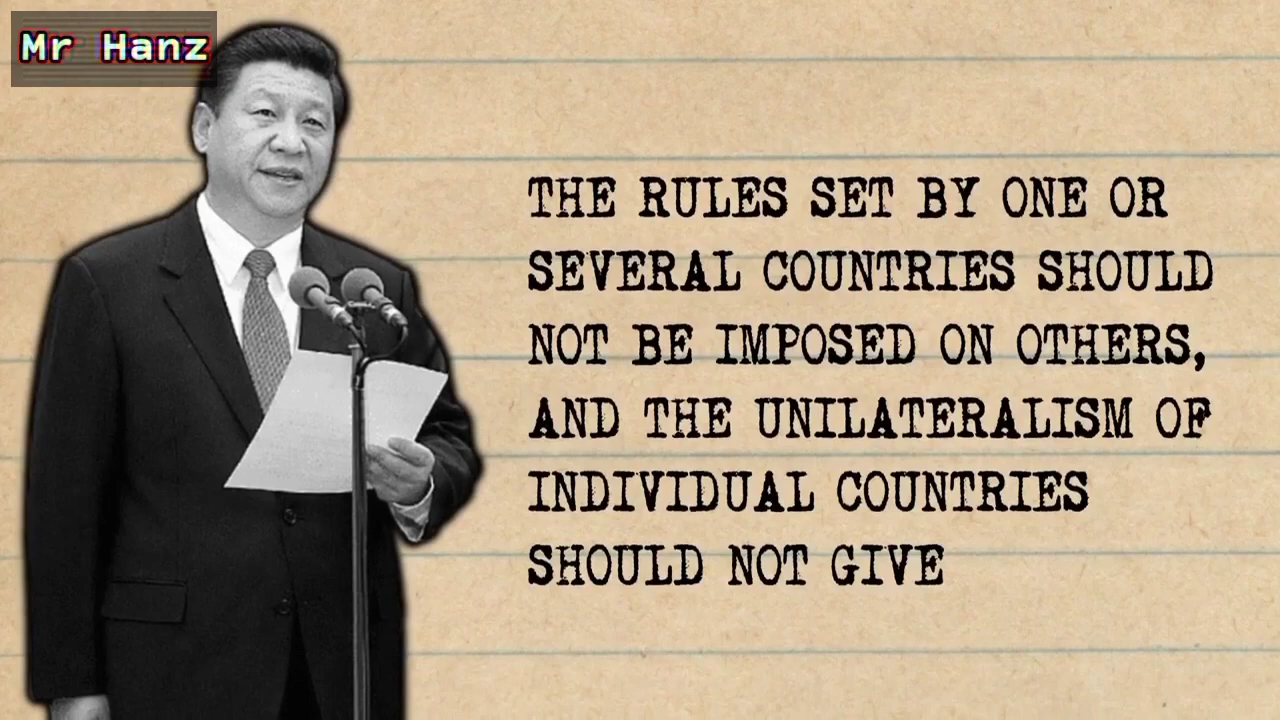 Mr Hanz
THE RULES SET BY ONE OR
SEVERAL COUNTRIES SHOULD
NOT BE IMPOSED ON OTHERS,
AND THE UNILATERALISM OF
INDIVIDUAL COUNTRIES
SHOULD NOT GIVE